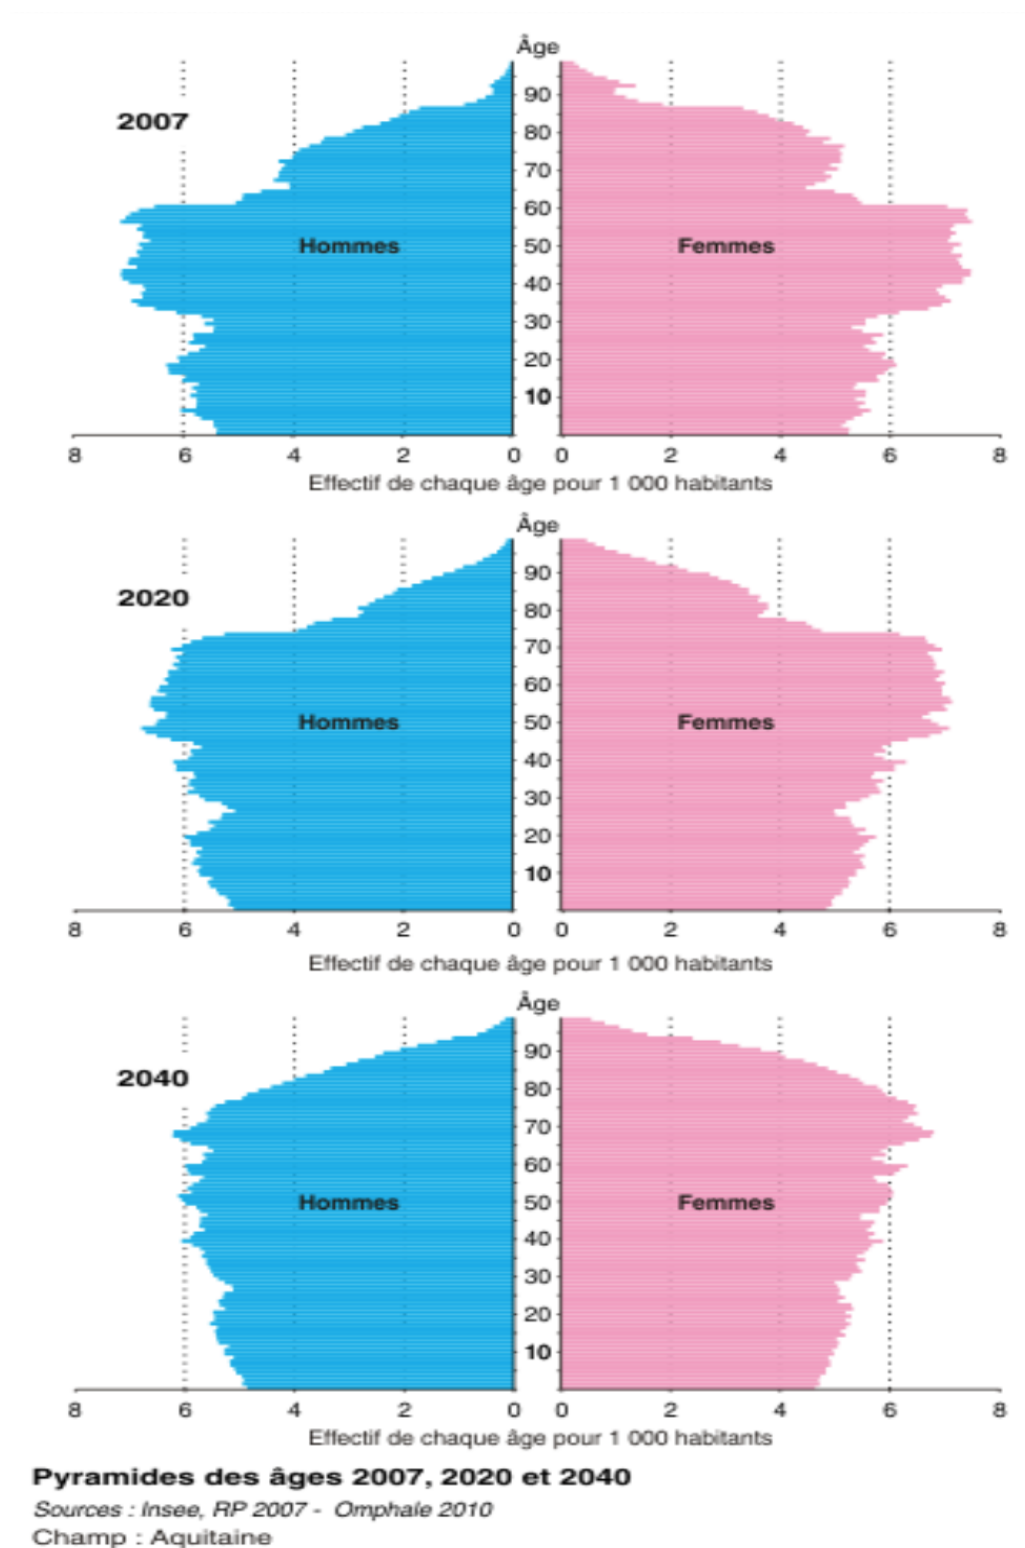 Âge
2007
90
80
70
60
Hommes
50
Femmes
40
30
20
10
8 6 4 2 0 0 2 4 6 8
Effectif de chaque âge pour 1 000 habitants
Âge
2020
90
80
70
60
Hommes
50
Femmes
40
30
20
10
8 6 4 2 0 0 2 4 6 8
Effectif de chaque âge pour 1 000 habitants
Âge
2040
90
80
70
60
Hommes
50
Femmes
40
30
20
10
8 6 4 2 0 0 2 4 6 8
Effectif de chaque âge pour 1 000 habitants
Pyramides des âges 2007, 2020 et 2040
Sources : Insee, RP 2007 - Omphale 2010
Champ : Aquitaine